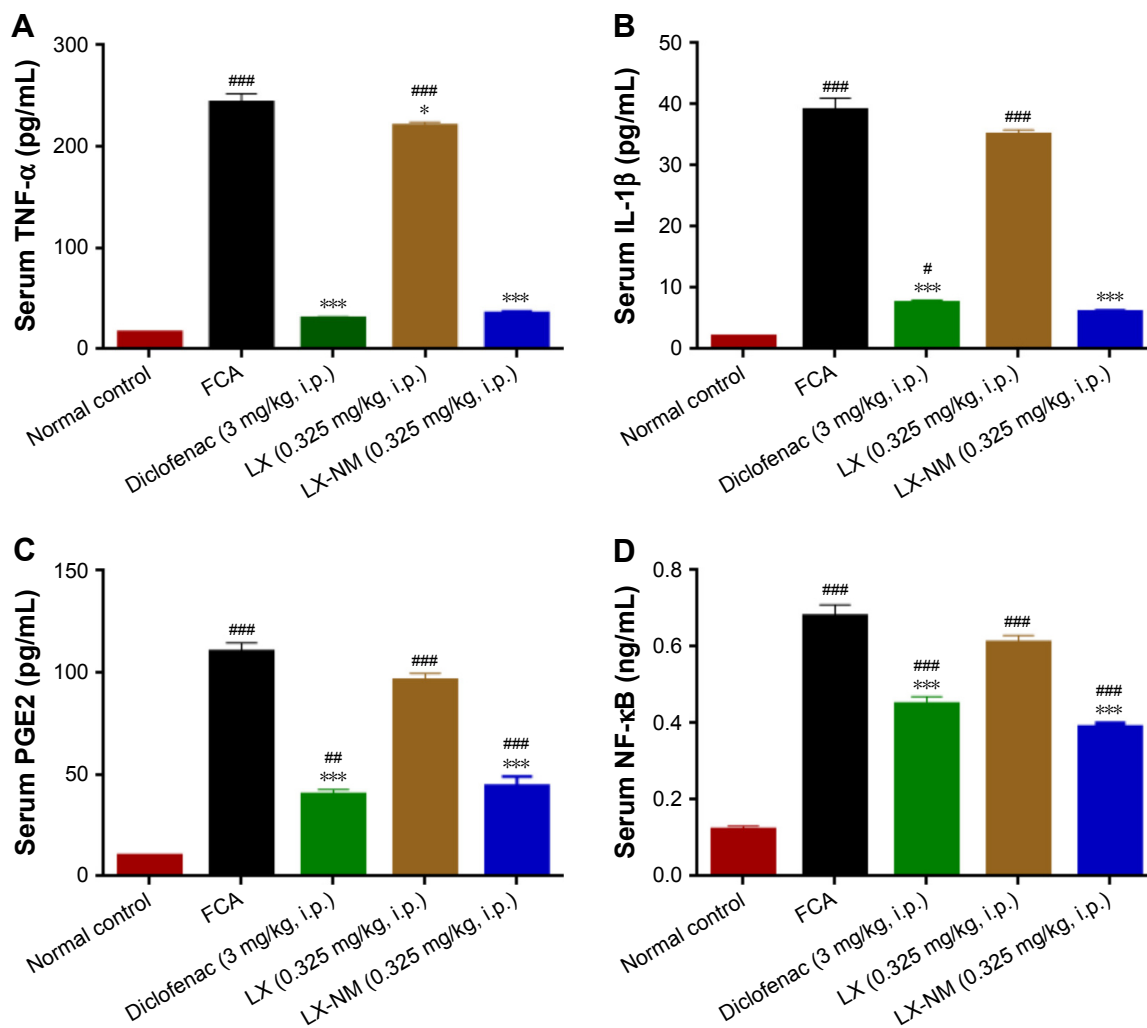 A
Serum TNF-α (pg/mL)
300
200
100
0
###
###
*
***
***
Normal control
FCA
Diclofenac (3 mg/kg, i.p.)
LX (0.325 mg/kg, i.p.)
LX-NM (0.325 mg/kg, i.p.)
B
Serum IL-1β (pg/mL)
50
40
30
20
10
0
###
###
#
***
***
Normal control
FCA
Diclofenac (3 mg/kg, i.p.)
LX (0.325 mg/kg, i.p.)
LX-NM (0.325 mg/kg, i.p.)
C
Serum PGE2 (pg/mL)
150
100
50
0
###
###
##
***
###
***
Normal control
FCA
Diclofenac (3 mg/kg, i.p.)
LX (0.325 mg/kg, i.p.)
LX-NM (0.325 mg/kg, i.p.)
D
Serum NF-κB (ng/mL)
0.8
0.6
0.4
0.2
0.0
###
###
###
***
###
***
Normal control
FCA
Diclofenac (3 mg/kg, i.p.)
LX (0.325 mg/kg, i.p.)
LX-NM (0.325 mg/kg, i.p.)